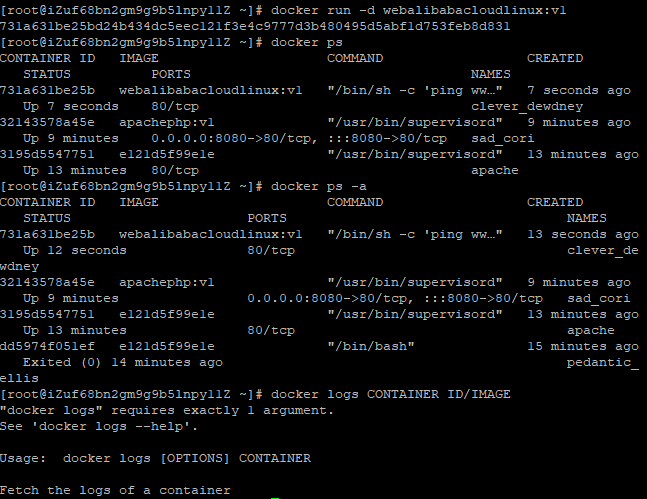 [root@iZuf68bn2gm9g9b5lnpyl1Z ~]# docker run -d webalibabacloudlinux:v1
731a631be25bd24b434dc5eec121f3e4c9777d3b480495d5abf1d753feb8d831
[root@iZuf68bn2gm9g9b5lnpyl1Z ~]# docker ps
CONTAINER ID   IMAGE                     COMMAND                  CREATED
   STATUS          PORTS                                   NAMES
731a631be25b   webalibabacloudlinux:v1   "/bin/sh -c 'ping ww…"   7 seconds ago
   Up 7 seconds    80/tcp                                  clever_dewdney
32143578a45e   apachephp:v1              "/usr/bin/supervisord"   9 minutes ago
   Up 9 minutes    0.0.0.0:8080->80/tcp, :::8080->80/tcp   sad_cori
3195d5547751   e121d5f99e1e              "/usr/bin/supervisord"   13 minutes ago
   Up 13 minutes   80/tcp                                  apache
[root@iZuf68bn2gm9g9b5lnpyl1Z ~]# docker ps -a
CONTAINER ID   IMAGE                     COMMAND                  CREATED
   STATUS                      PORTS                                   NAMES
731a631be25b   webalibabacloudlinux:v1   "/bin/sh -c 'ping ww…"   13 seconds ago
   Up 12 seconds               80/tcp                                  clever_de
wdney
32143578a45e   apachephp:v1              "/usr/bin/supervisord"   9 minutes ago
   Up 9 minutes                0.0.0.0:8080->80/tcp, :::8080->80/tcp   sad_cori
3195d5547751   e121d5f99e1e              "/usr/bin/supervisord"   13 minutes ago
   Up 13 minutes               80/tcp                                  apache
dd5974f051ef   e121d5f99e1e              "/bin/bash"              15 minutes ago
   Exited (0) 14 minutes ago                                           pedantic_
ellis
[root@iZuf68bn2gm9g9b5lnpyl1Z ~]# docker logs CONTAINER ID/IMAGE
"docker logs" requires exactly 1 argument.
See 'docker logs --help'.
Usage:  docker logs [OPTIONS] CONTAINER
Fetch the logs of a container